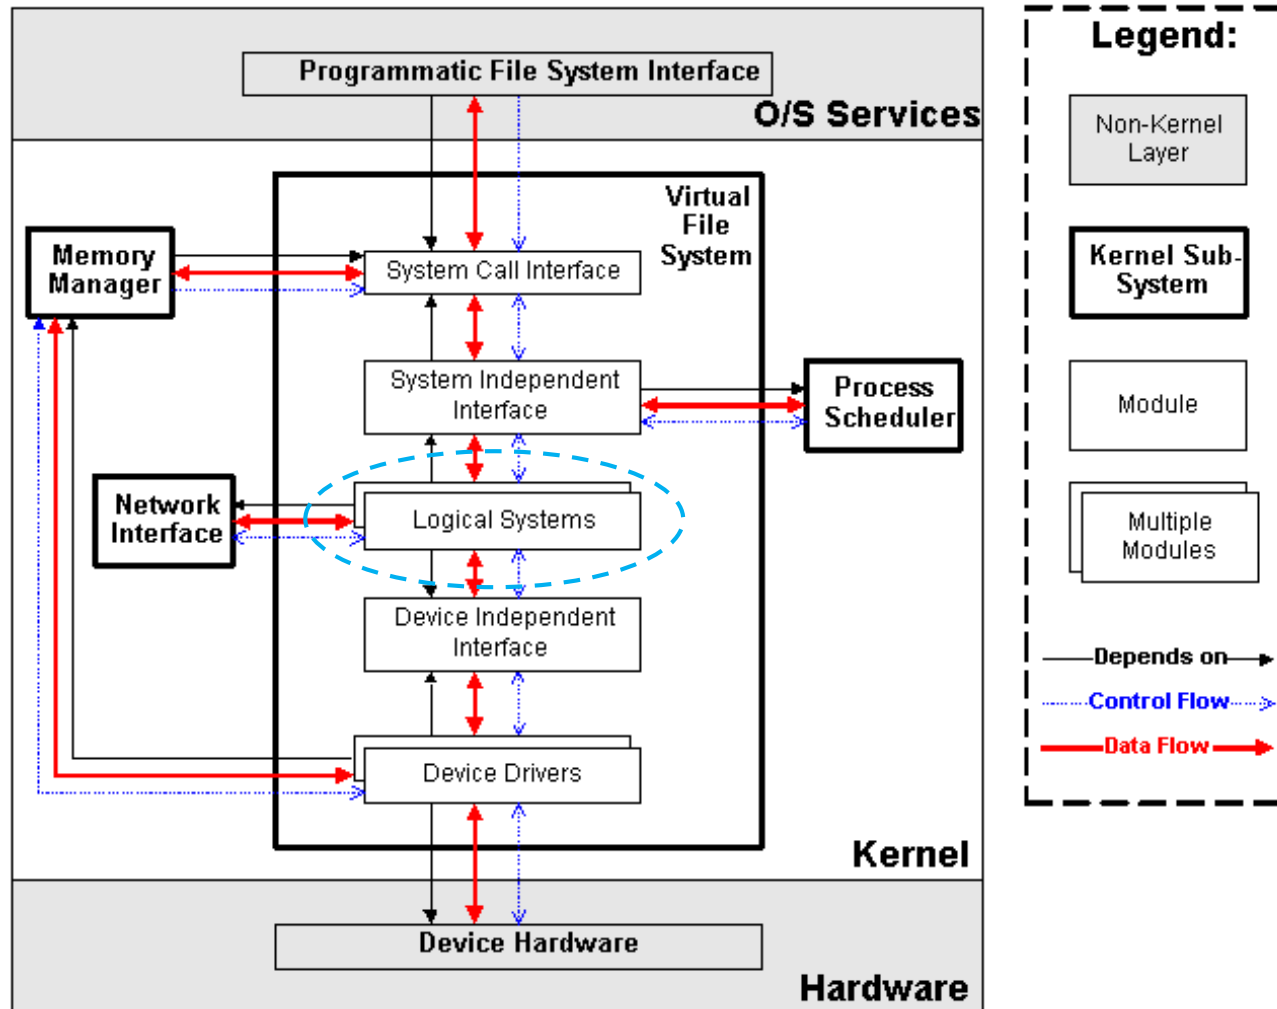 Programmatic File System Interface
O/S Services
Virtual
File
System
Memory
Manager
System Call Interface
System Independent
Interface
Process
Scheduler
Network
Interface
Logical Systems
Device Independent
Interface
Device Drivers
Kernel
Device Hardware
Hardware
Legend:
Non-Kernel
Layer
Kernel Sub-
System
Module
Multiple
Modules
Depends on
Control Flow
Data Flow